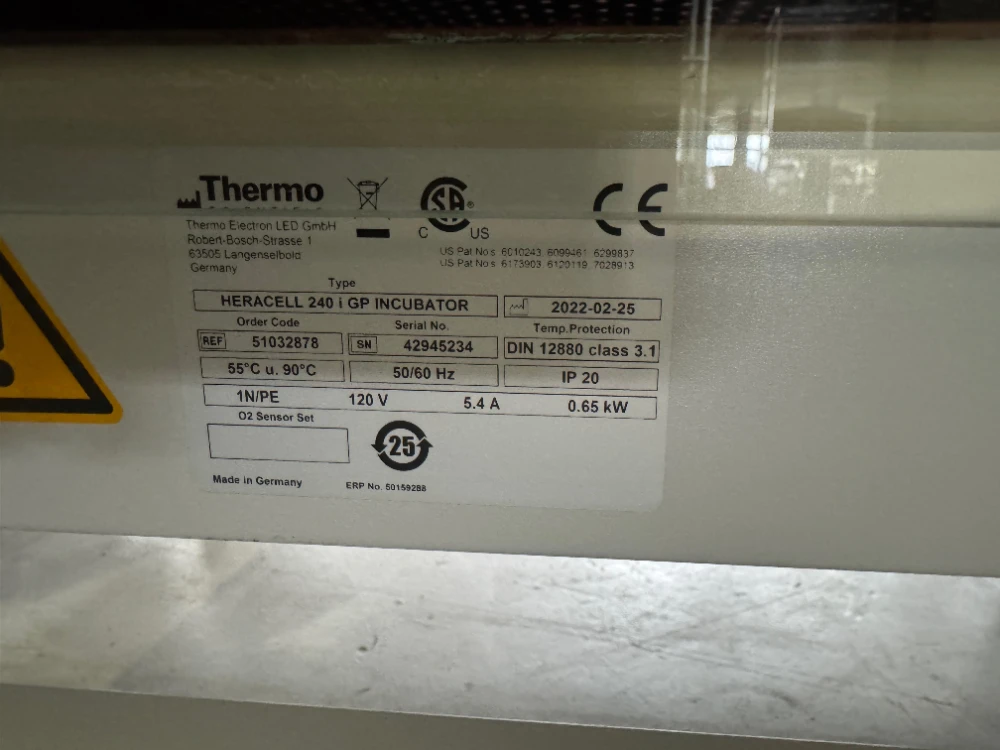 Thermo
Thermo Electron LED GmbH
Robert-Bosch-Strasse 1
63505 Langenselbold
Germany
C US
CE
US Pat No's 6010243, 6099461, 6299837
US Pat No's 6173903, 6120119, 7028913
Type
HERACELL 240 i GP INCUBATOR
2022-02-25
Order Code
Serial No.
Temp.Protection
REF 51032878
SN 42945234
DIN 12880 class 3.1
55°C u. 90°C
50/60 Hz
IP 20
1N/PE 120 V 5.4 A 0.65 kW
O2 Sensor Set
25
Made in Germany
ERP No. 50159288